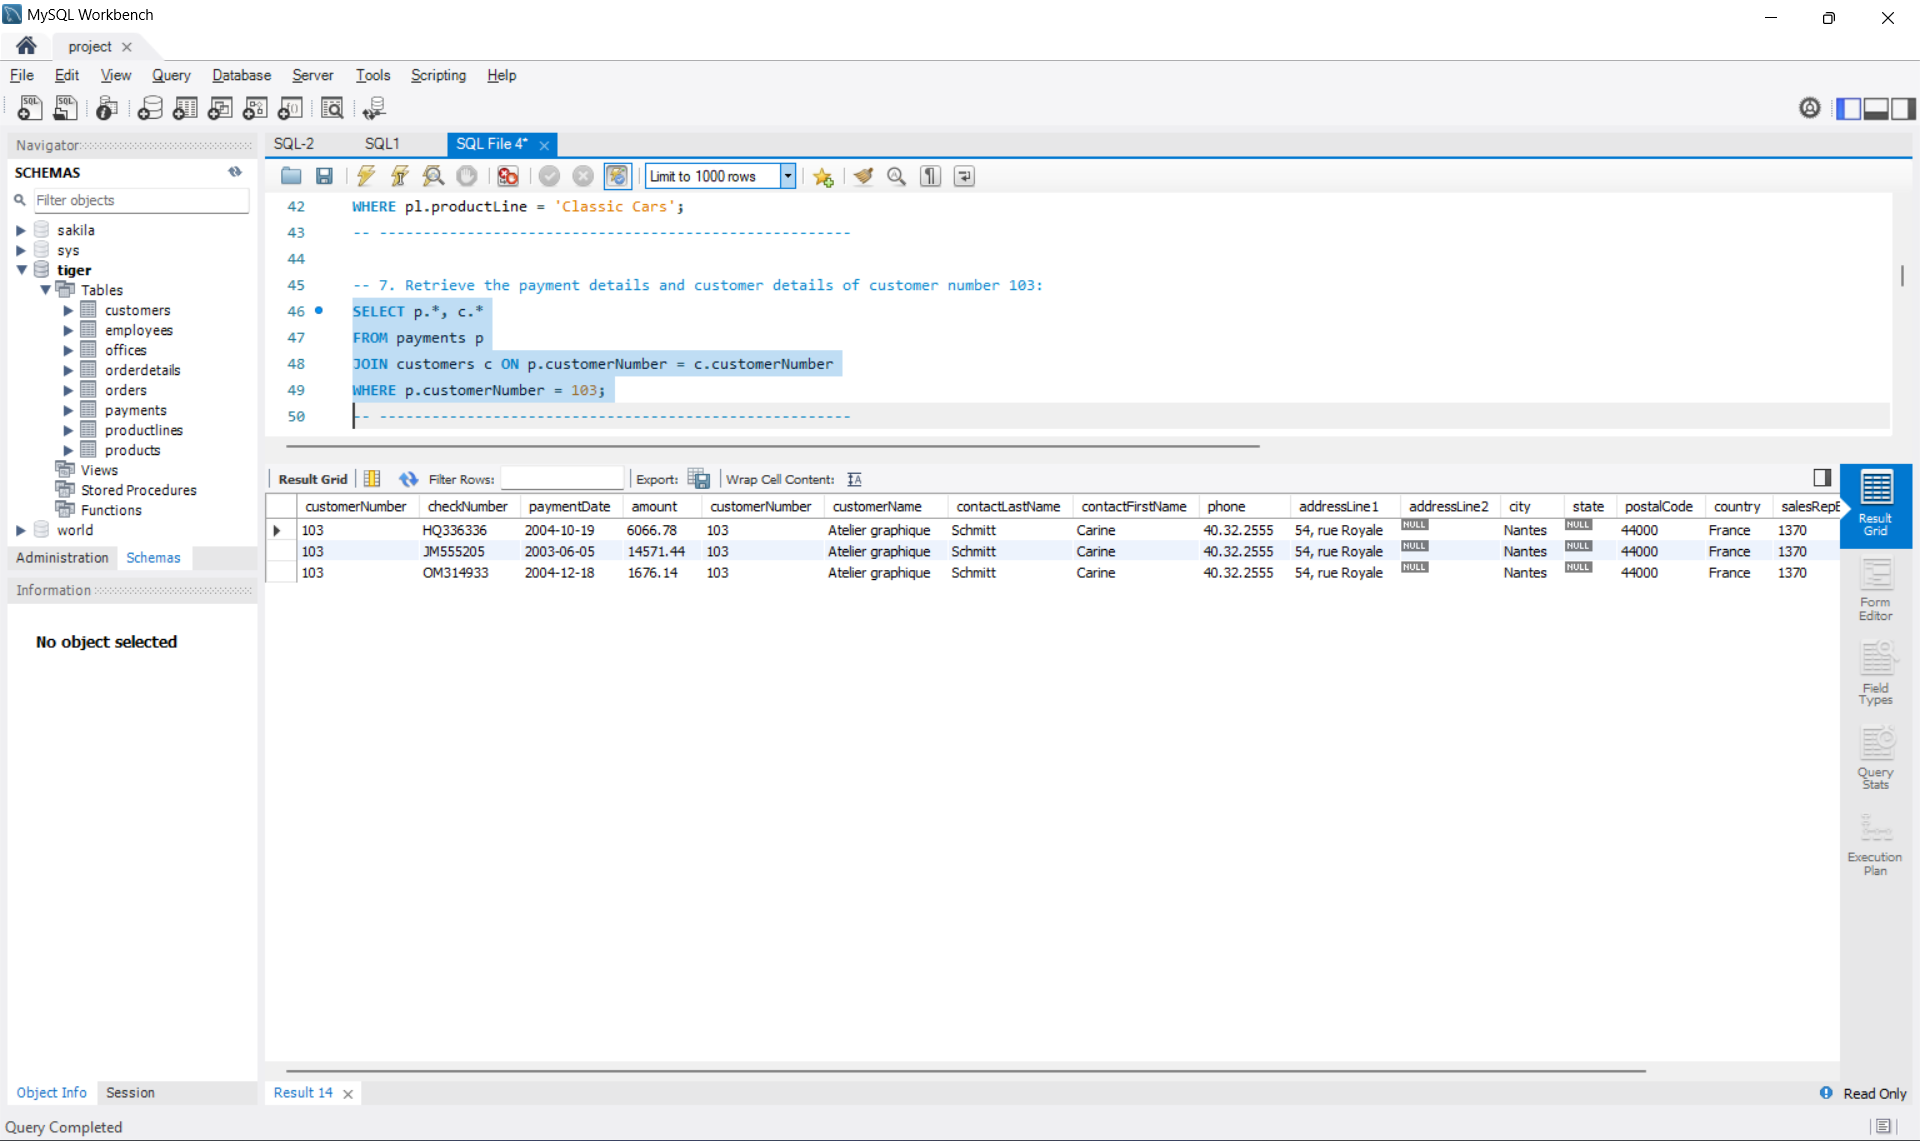 MySQL Workbench
project
File Edit View Query Database Server Tools Scripting Help
Navigator
SCHEMAS
Filter objects
sakila
sys
tiger
Tables
customers
employees
offices
orderdetails
orders
payments
productlines
products
Views
Stored Procedures
Functions
world
Administration Schemas
Information
No object selected
Object Info Session
Query Completed
SQL-2 SQL1 SQL File 4*
Limit to 1000 rows
42 WHERE pl.productLine = 'Classic Cars';
43 -- ------------------------------------------------------
44
45 -- 7. Retrieve the payment details and customer details of customer number 103:
46 SELECT p.*, c.*
47 FROM payments p
48 JOIN customers c ON p.customerNumber = c.customerNumber
49 WHERE p.customerNumber = 103;
50 -- ------------------------------------------------------
Result Grid Filter Rows: Export: Wrap Cell Content:
customerNumber checkNumber paymentDate amount customerNumber customerName contactLastName contactFirstName phone addressLine1 addressLine2 city state postalCode country salesRepE
103 HQ336336 2004-10-19 6066.78 103 Atelier graphique Schmitt Carine 40.32.2555 54, rue Royale NULL Nantes NULL 44000 France 1370
103 JM555205 2003-06-05 14571.44 103 Atelier graphique Schmitt Carine 40.32.2555 54, rue Royale NULL Nantes NULL 44000 France 1370
103 OM314933 2004-12-18 1676.14 103 Atelier graphique Schmitt Carine 40.32.2555 54, rue Royale NULL Nantes NULL 44000 France 1370
Result
Grid
Form
Editor
Field
Types
Query
Stats
Execution
Plan
Result 14
Read Only